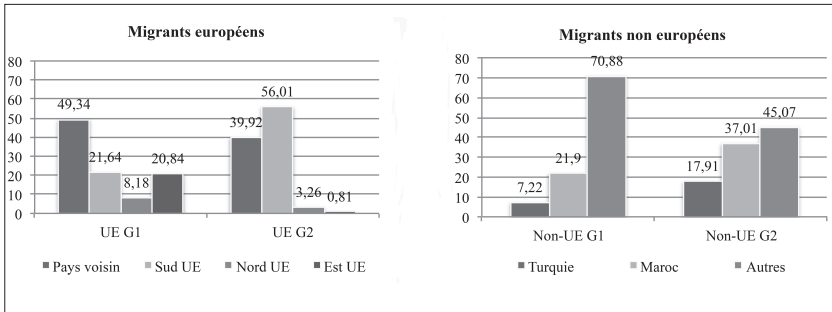 Migrants européens
80
70
60
50
40
30
20
10
0
49,34
21,64
8,18
20,84
39,92
56,01
3,26
0,81
UE G1
UE G2
Pays voisin
Sud UE
Nord UE
Est UE
Migrants non européens
80
70
60
50
40
30
20
10
0
7,22
21,9
70,88
17,91
37,01
45,07
Non-UE G1
Non-UE G2
Turquie
Maroc
Autres